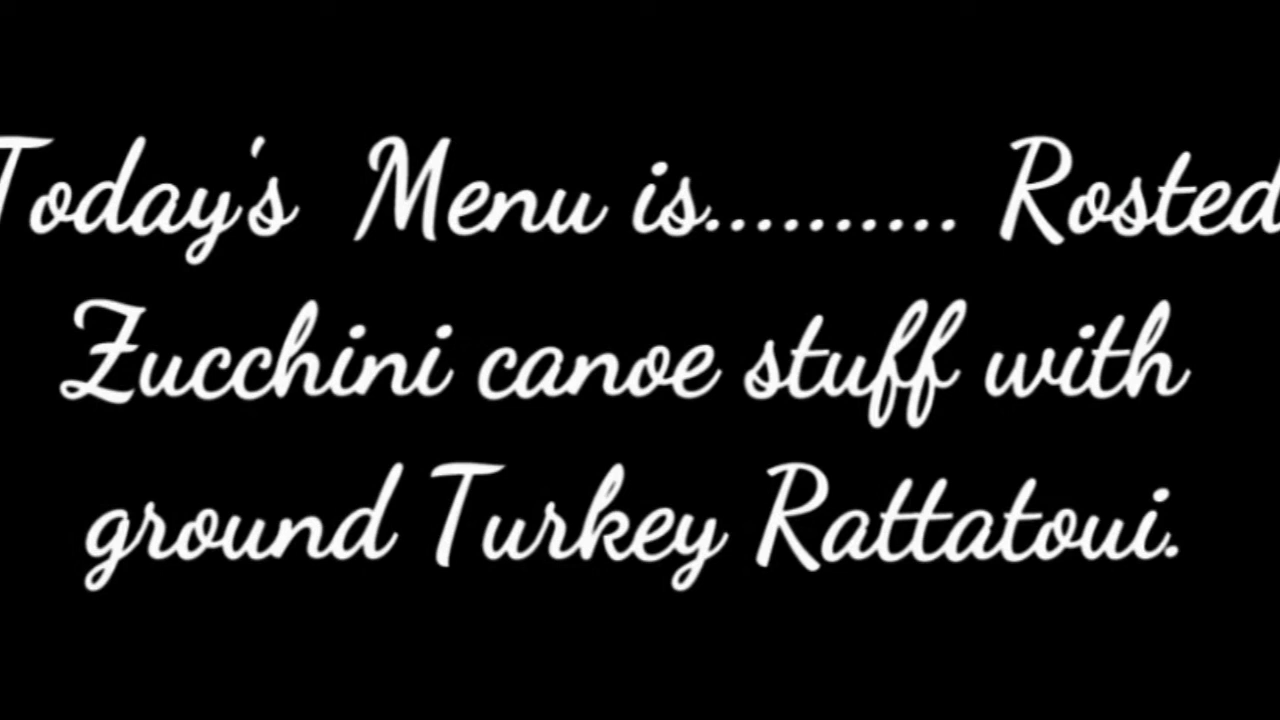 Today's Menu is.......... Rosted
Zucchini canoe stuff with
ground Turkey Rattatoui.